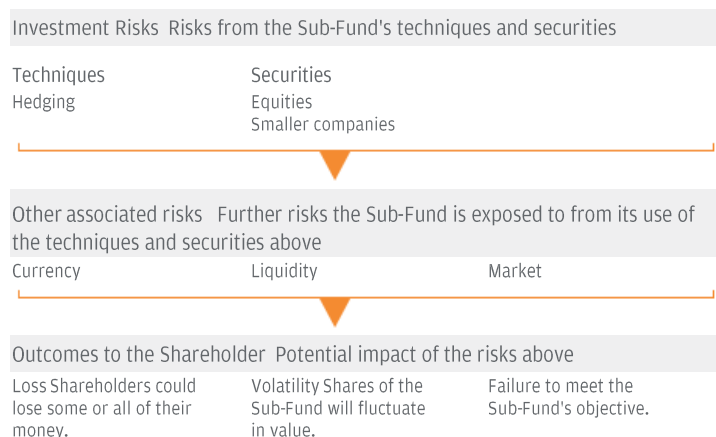 Investment Risks Risks from the Sub-Fund's techniques and securities
Techniques
Hedging
Securities
Equities
Smaller companies
Other associated risks Further risks the Sub-Fund is exposed to from its use of
the techniques and securities above
Currency
Liquidity
Market
Outcomes to the Shareholder Potential impact of the risks above
Loss Shareholders could
lose some or all of their
money.
Volatility Shares of the
Sub-Fund will fluctuate
in value.
Failure to meet the
Sub-Fund's objective.